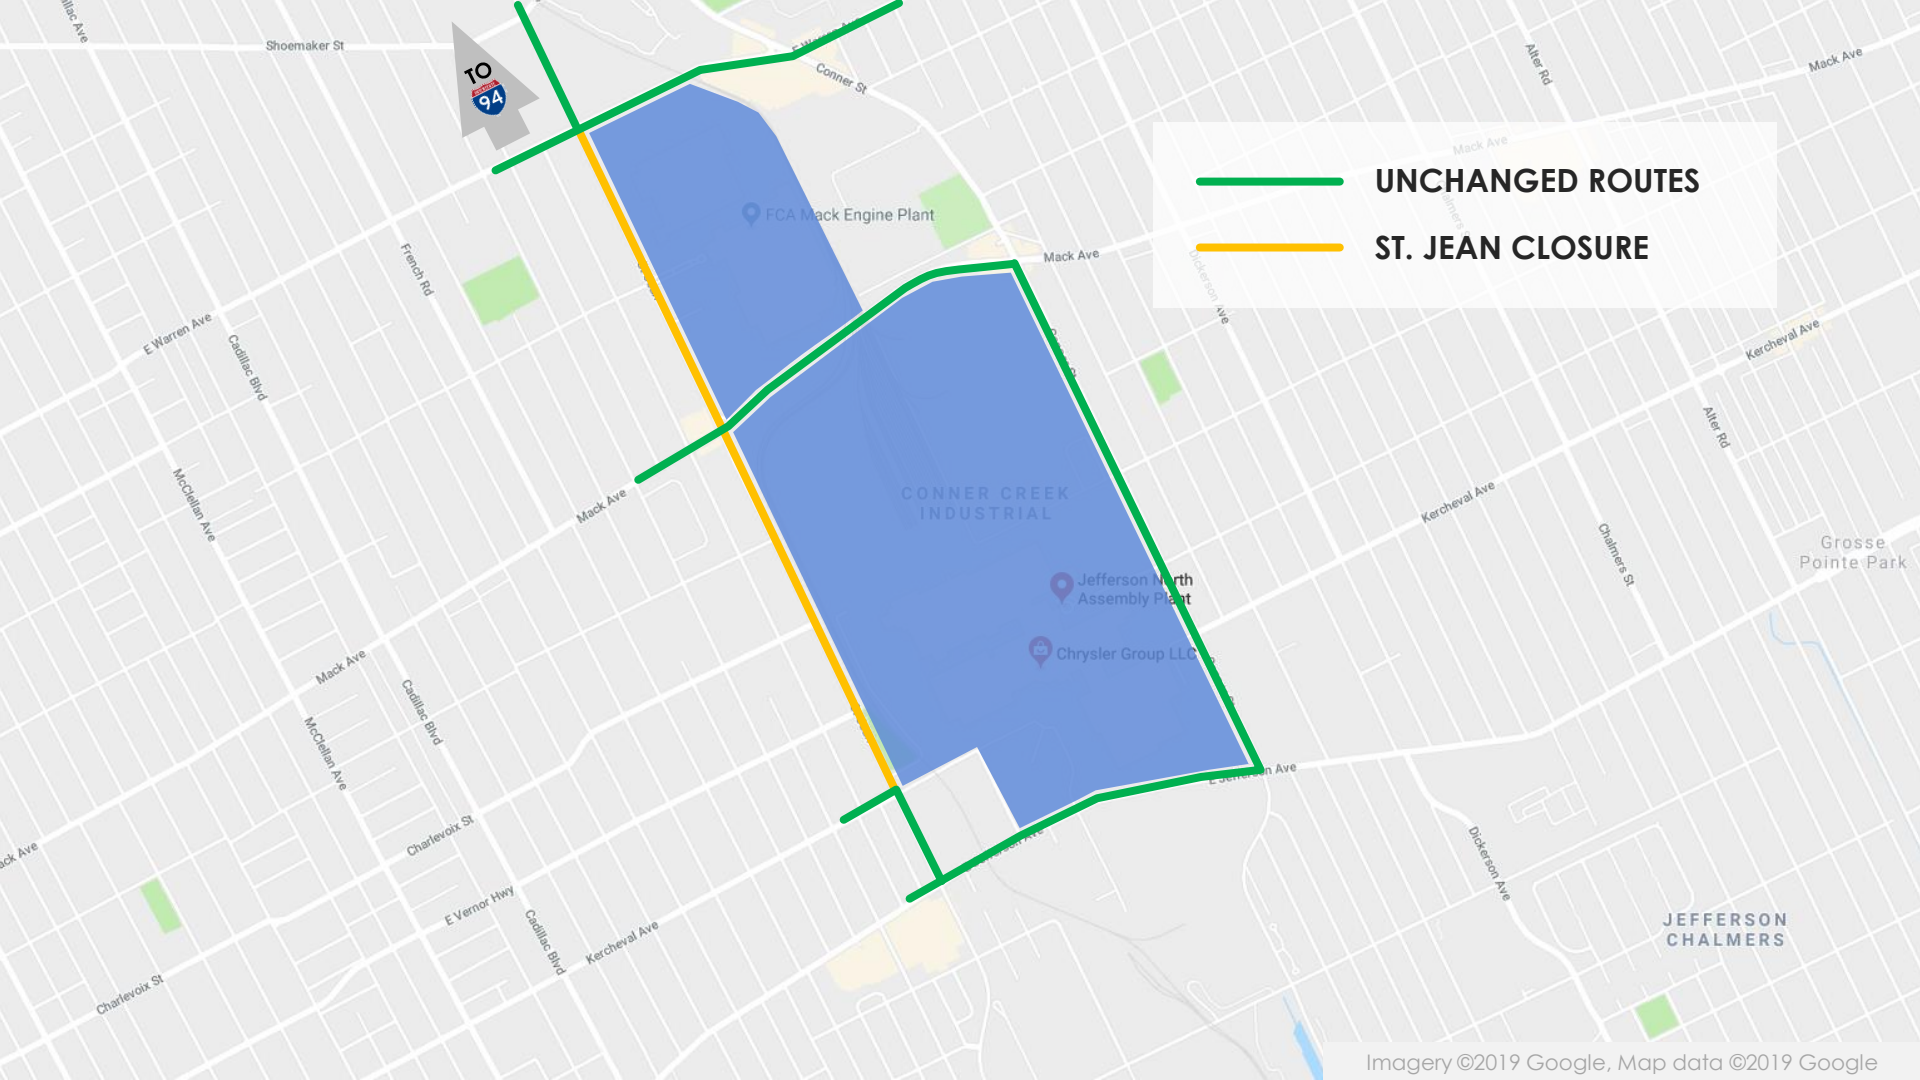 Shoemaker St
TO
94
Conner St
Alter Rd
Mack Ave
Mack Ave
UNCHANGED ROUTES
FCA Mack Engine Plant
ST. JEAN CLOSURE
Mack Ave
French Rd
Dickerson Ave
E Warren Ave
Cadillac Blvd
Kercheval Ave
Alter Rd
McClellan Ave
CONNER CREEK
INDUSTRIAL
Mack Ave
Kercheval Ave
Chalmers St
Grosse
Pointe Park
Jefferson North
Assembly Plant
Chrysler Group LLC
Mack Ave
Cadillac Blvd
McClellan Ave
E Jefferson Ave
Charlevoix St
E Jefferson Ave
Dickerson Ave
E Vernor Hwy
Cadillac Blvd
Kercheval Ave
JEFFERSON
CHALMERS
Charlevoix St
Imagery ©2019 Google, Map data ©2019 Google